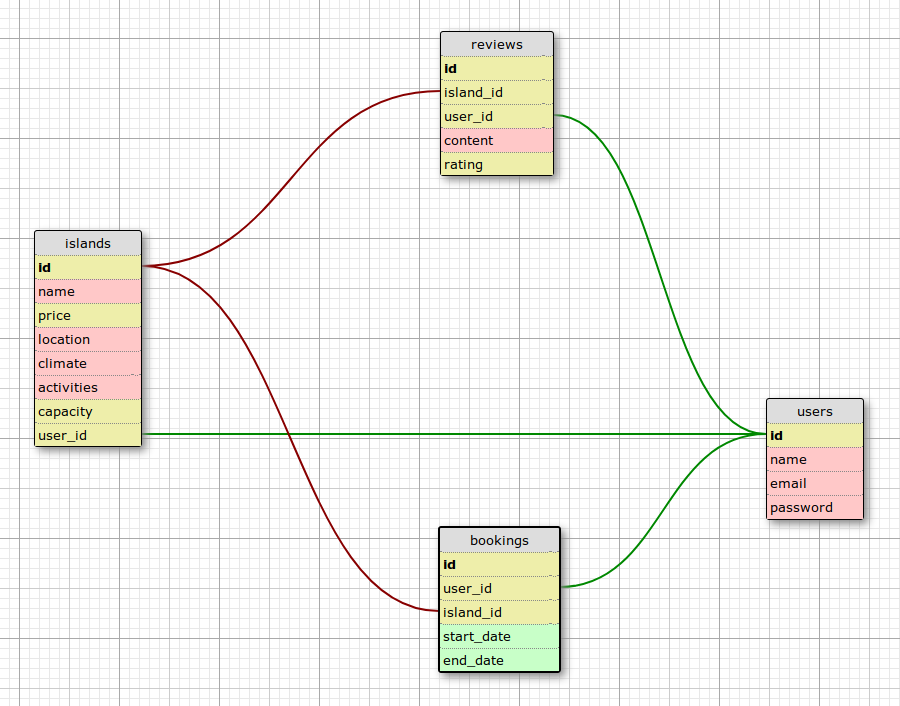 reviews
id
island_id
user_id
content
rating
islands
id
name
price
location
climate
activities
capacity
user_id
users
id
name
email
password
bookings
id
user_id
island_id
start_date
end_date